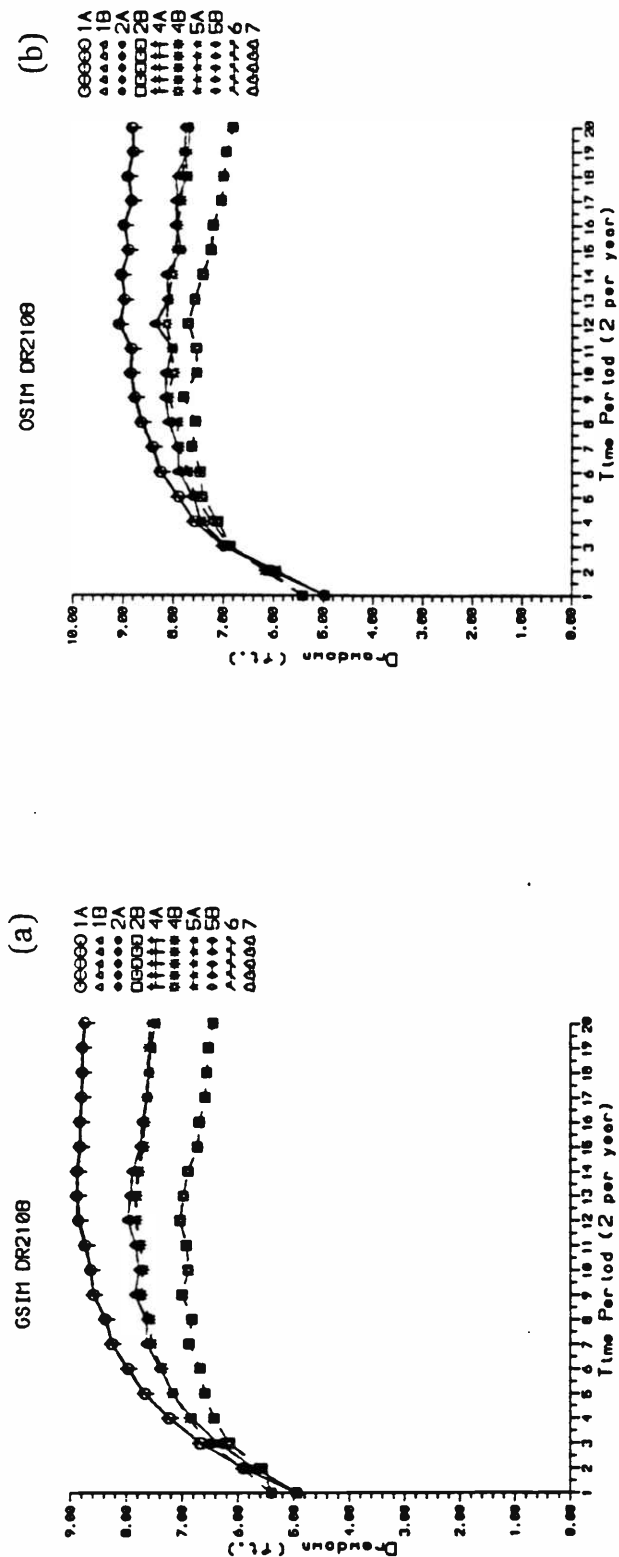 (a)
GSIM DR210B
1A
1B
2A
2B
4A
4B
5A
5B
6
7
9.00
8.00
7.00
6.00
5.00
4.00
3.00
2.00
1.00
0.00
Drawdown (ft.)
1 2 3 4 5 6 7 8 9 10 11 12 13 14 15 16 17 18 19 20
Time Period (2 per year)
(b)
OSIM DR210B
1A
1B
2A
2B
4A
4B
5A
5B
6
7
10.00
9.00
8.00
7.00
6.00
5.00
4.00
3.00
2.00
1.00
0.00
Drawdown (ft.)
1 2 3 4 5 6 7 8 9 10 11 12 13 14 15 16 17 18 19 20
Time Period (2 per year)